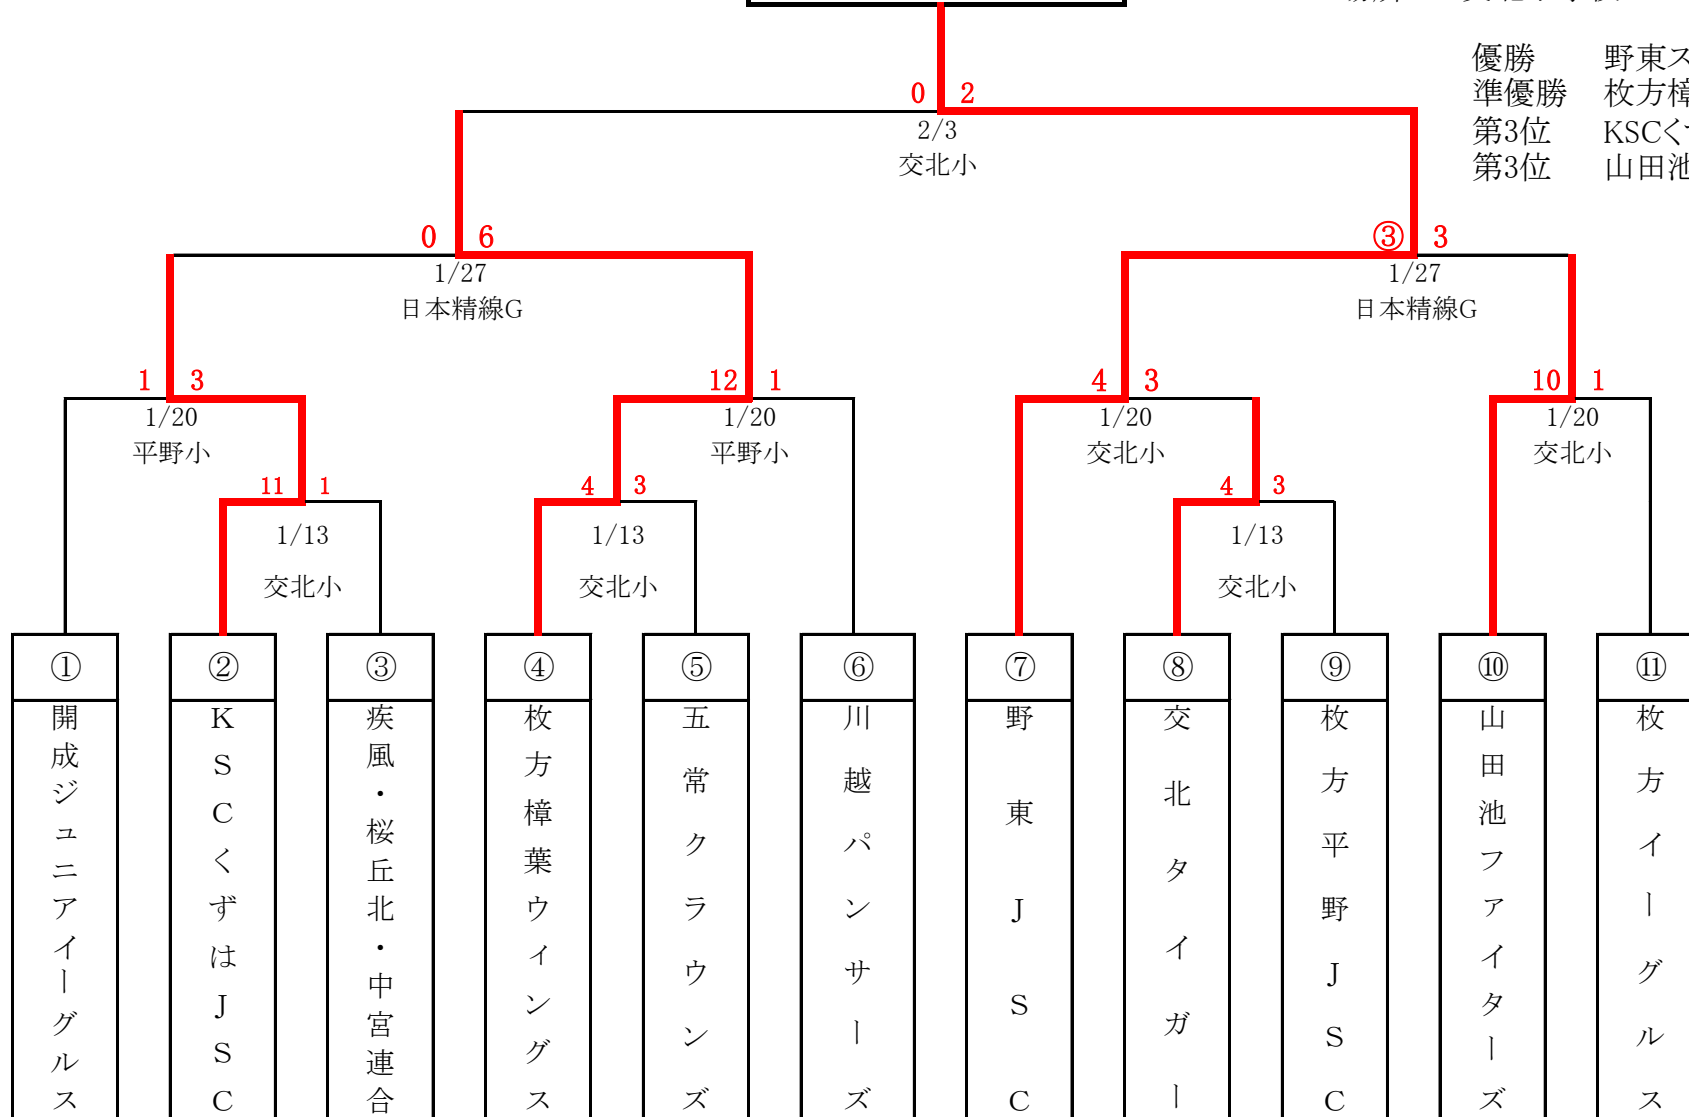 優勝 野東ス
準優勝 枚方樟
第3位 KSCく
第3位 山田池
0 2
2/3
交北小
0 6
1/27
日本精線G
③ 3
1/27
日本精線G
1 3
1/20
平野小
12 1
1/20
平野小
4 3
1/20
交北小
10 1
1/20
交北小
11 1
1/13
交北小
4 3
1/13
交北小
4 3
1/13
交北小
① 開成ジュニアイーグルス
② KSCくずはJSC
③ 疾風・桜丘北・中宮連合
④ 枚方樟葉ウィングス
⑤ 五常クラウンズ
⑥ 川越パンサーズ
⑦ 野東JSC
⑧ 交北タイガー
⑨ 枚方平野JSC
⑩ 山田池ファイターズ
⑪ 枚方イーグルス